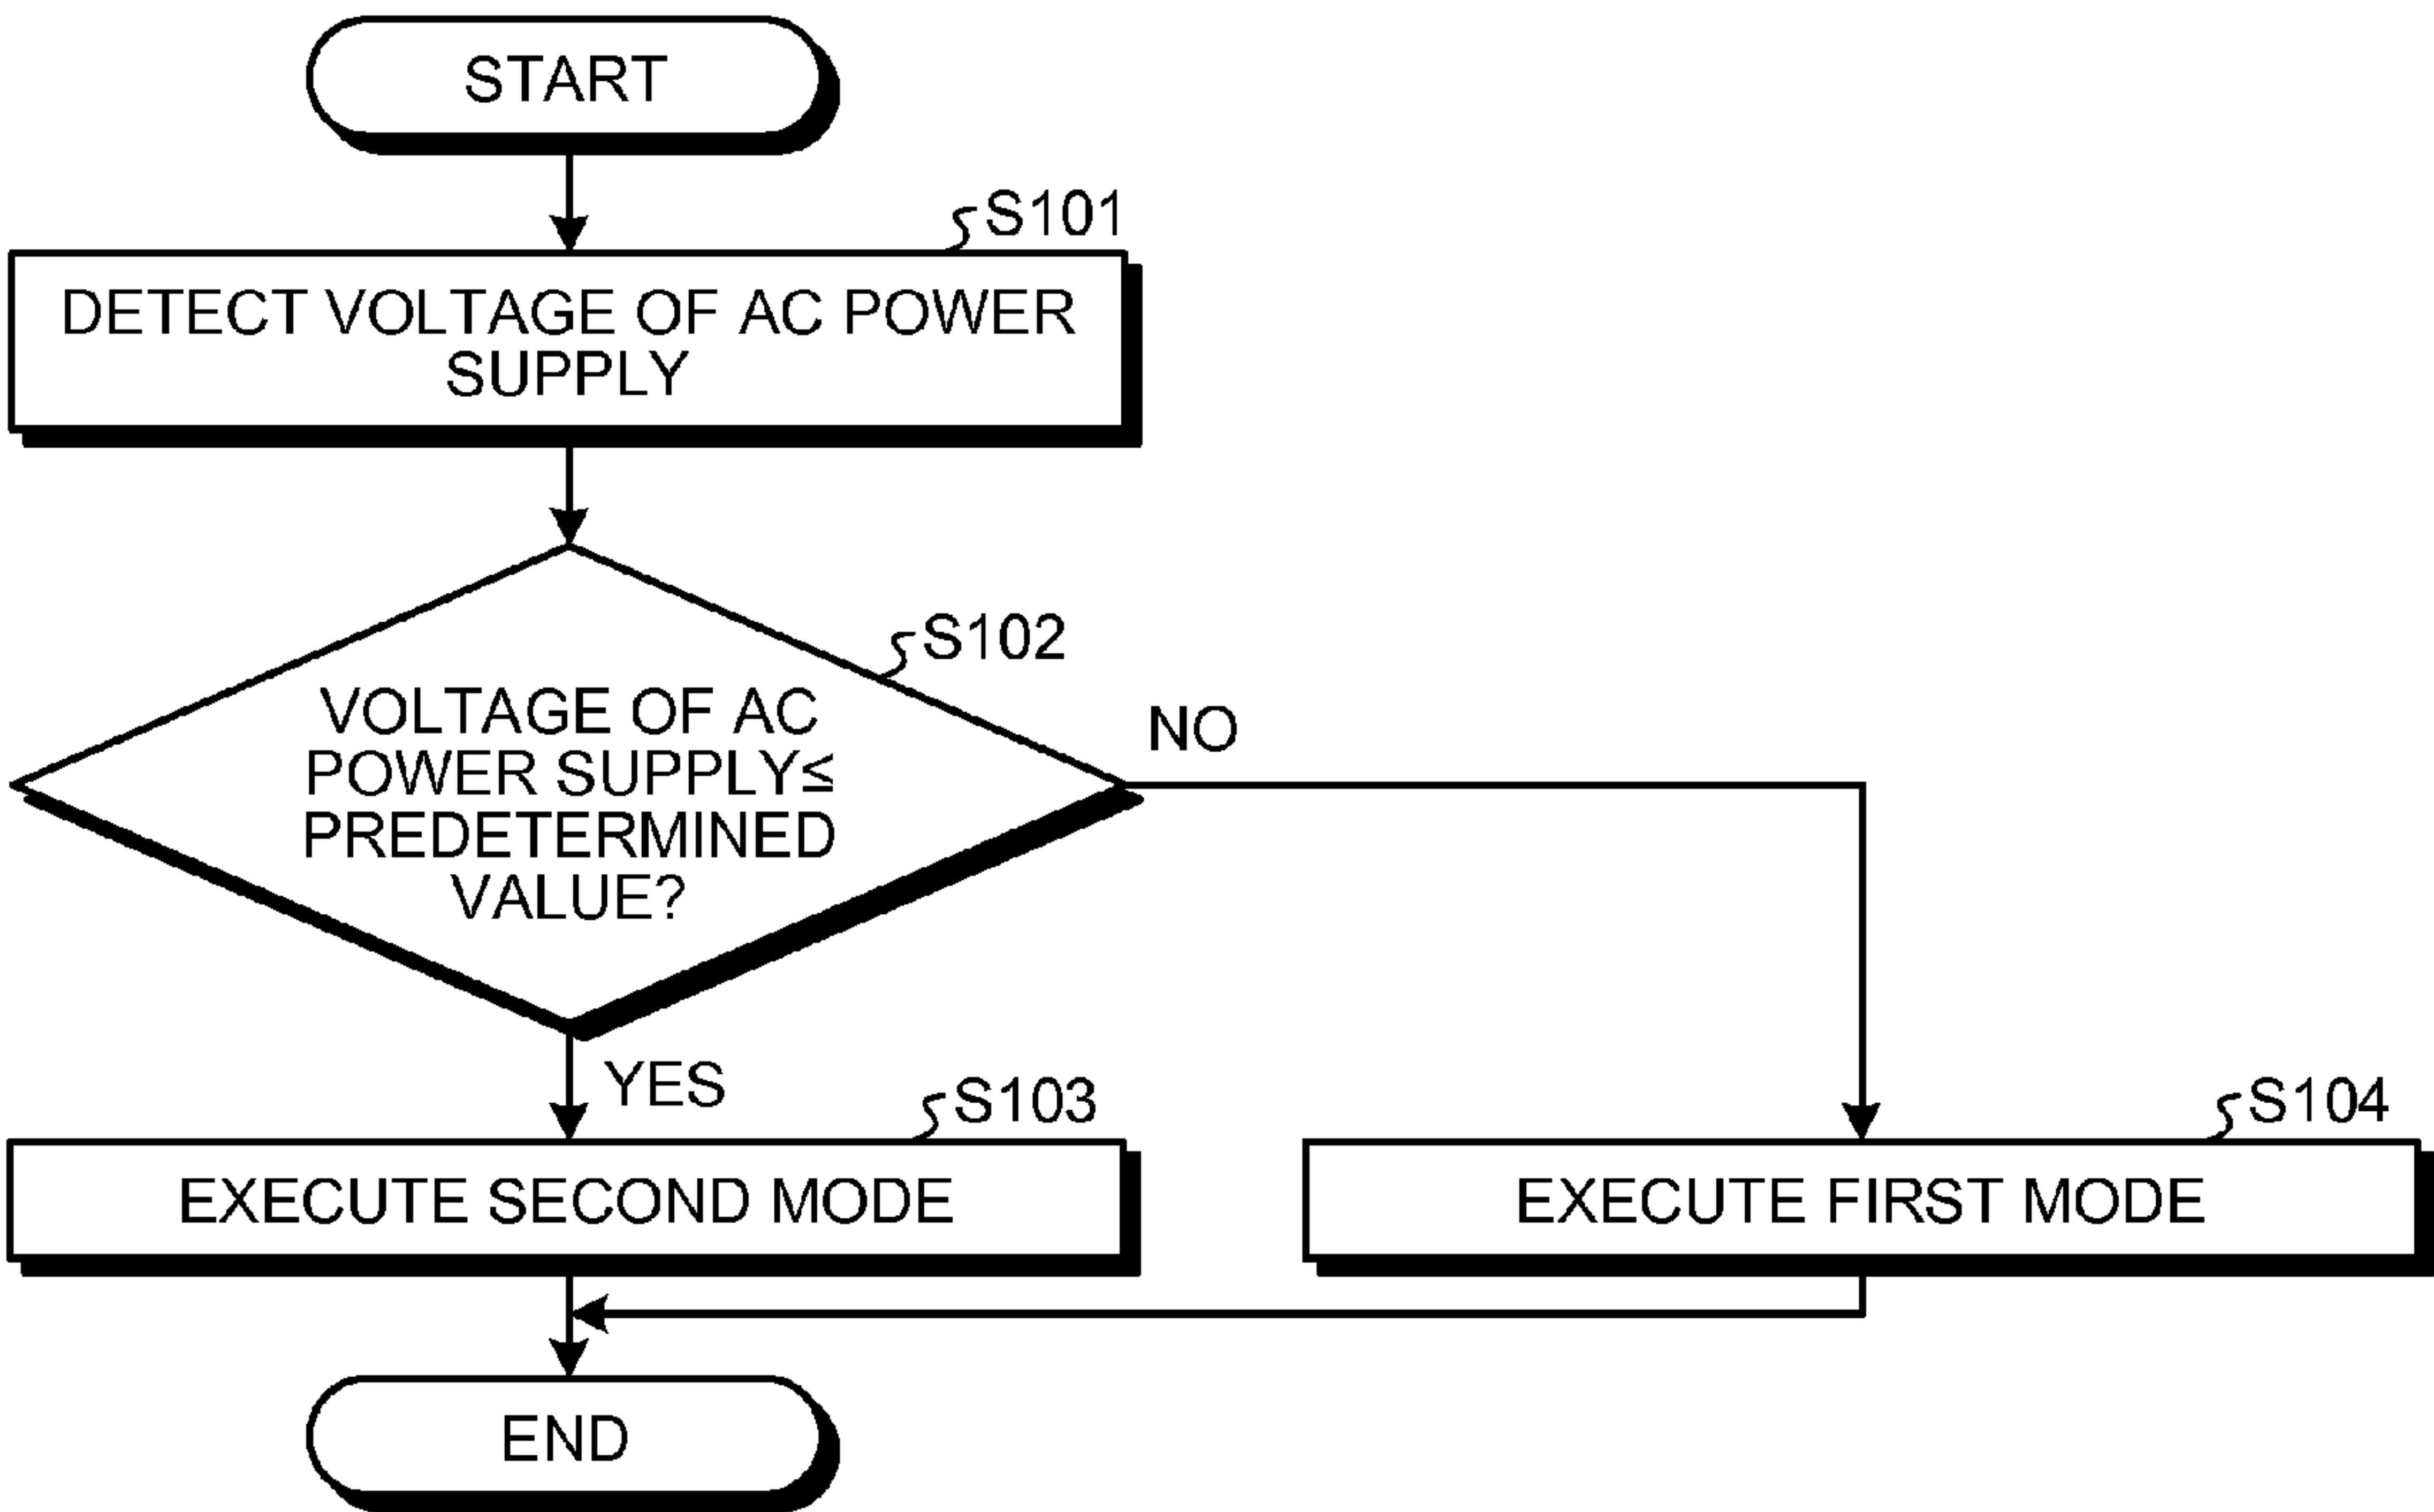 START
S101
DETECT VOLTAGE OF AC POWER
SUPPLY
S102
VOLTAGE OF AC
POWER SUPPLY≤
PREDETERMINED
VALUE?
NO
YES
S103
EXECUTE SECOND MODE
S104
EXECUTE FIRST MODE
END